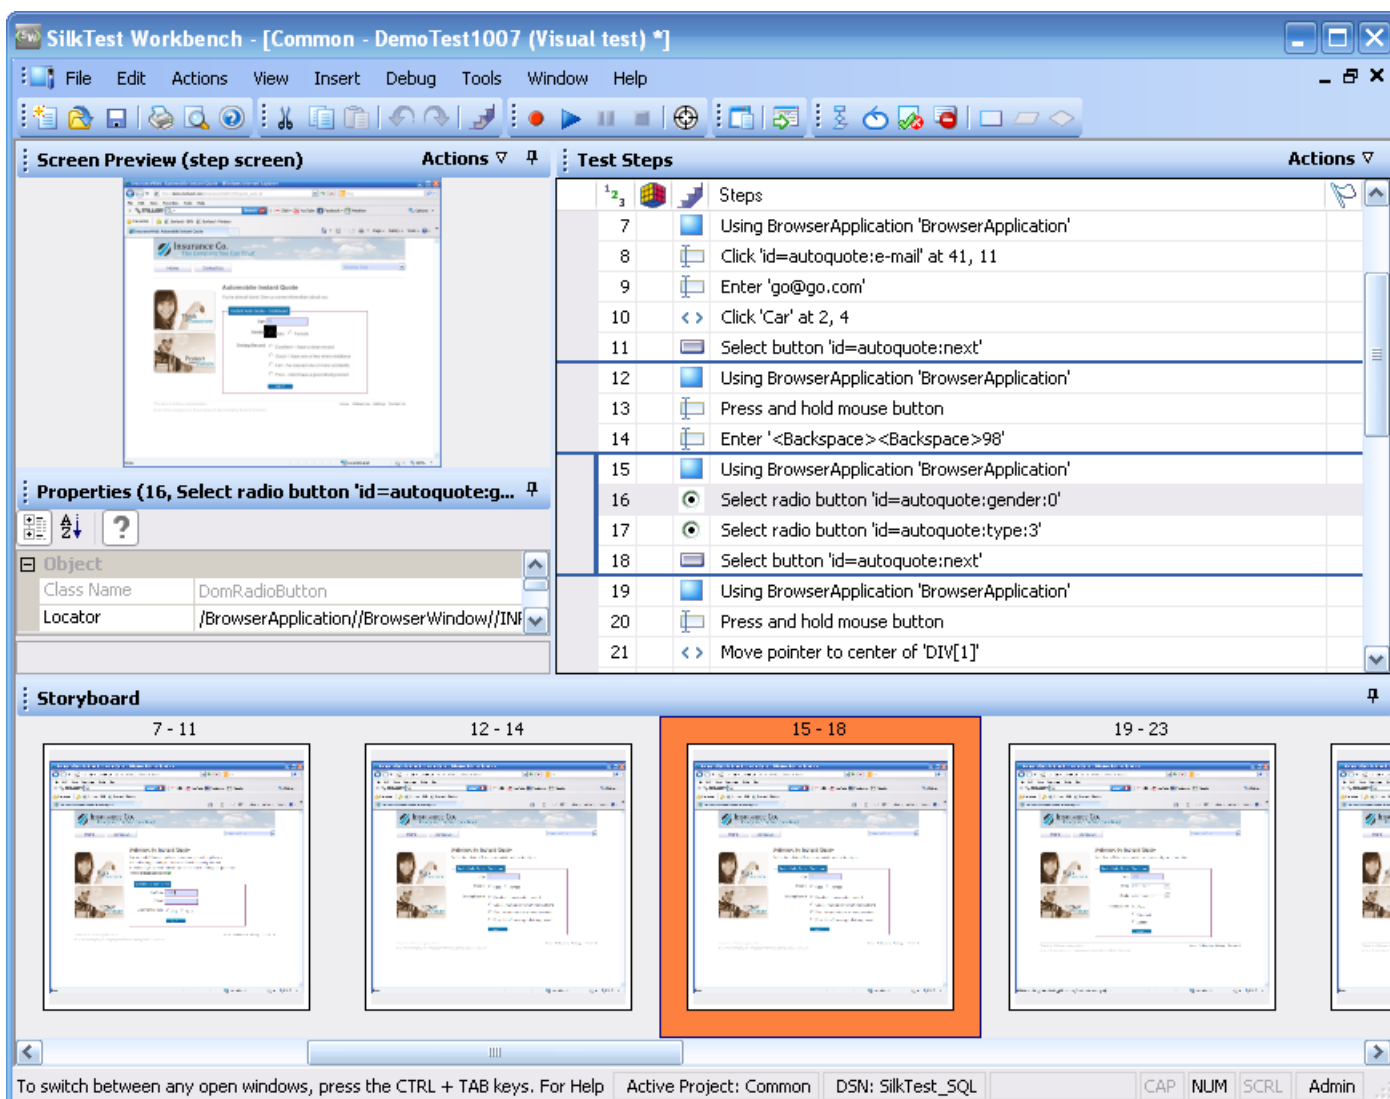 SilkTest Workbench - [Common - DemoTest1007 (Visual test) *]
File Edit Actions View Insert Debug Tools Window Help
Screen Preview (step screen) Actions
Insurance Co.
Automobile Instant Quote
Properties (16, Select radio button 'id=autoquote:g...
Object
Class Name DomRadioButton
Locator /BrowserApplication//BrowserWindow//INF
Test Steps Actions
Steps
7 Using BrowserApplication 'BrowserApplication'
8 Click 'id=autoquote:e-mail' at 41, 11
9 Enter 'go@go.com'
10 Click 'Car' at 2, 4
11 Select button 'id=autoquote:next'
12 Using BrowserApplication 'BrowserApplication'
13 Press and hold mouse button
14 Enter '<Backspace><Backspace>98'
15 Using BrowserApplication 'BrowserApplication'
16 Select radio button 'id=autoquote:gender:0'
17 Select radio button 'id=autoquote:type:3'
18 Select button 'id=autoquote:next'
19 Using BrowserApplication 'BrowserApplication'
20 Press and hold mouse button
21 Move pointer to center of 'DIV[1]'
Storyboard
7 - 11
12 - 14
15 - 18
19 - 23
To switch between any open windows, press the CTRL + TAB keys. For Help Active Project: Common DSN: SilkTest_SQL CAP NUM SCRL Admin